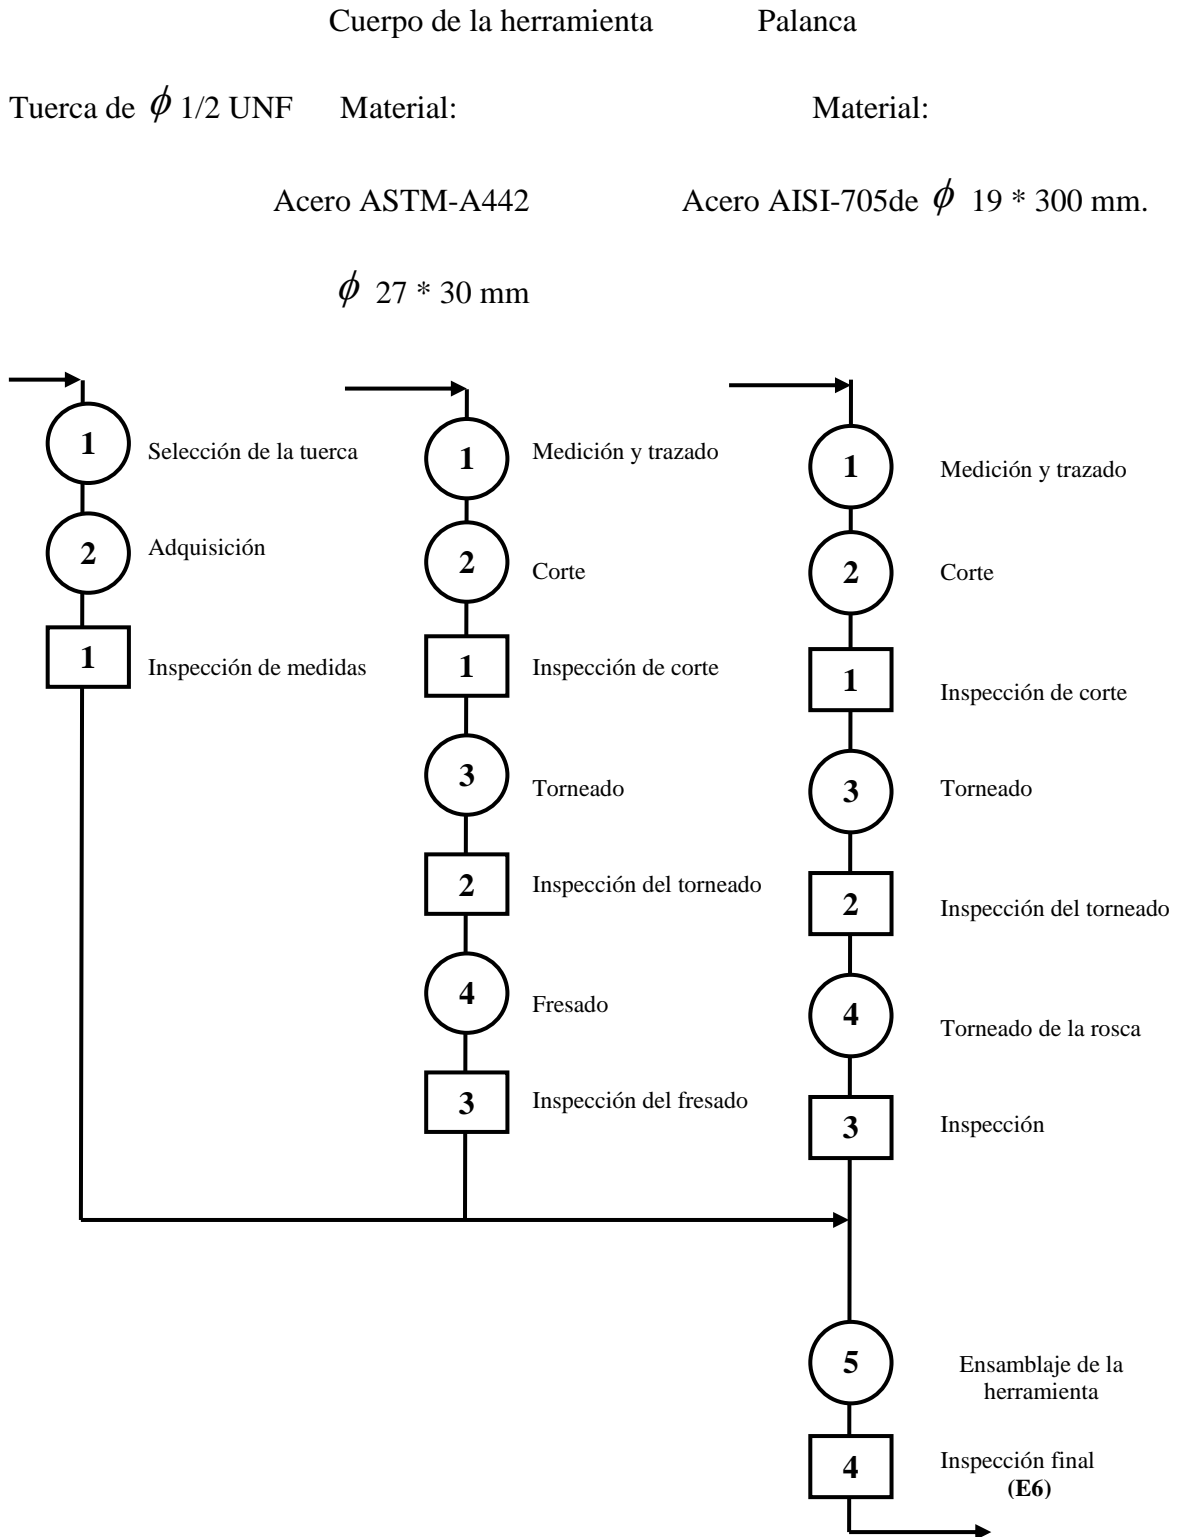 Cuerpo de la herramienta Palanca
Tuerca de ϕ 1/2 UNF Material: Material:
Acero ASTM-A442 Acero AISI-705de ϕ 19 * 300 mm.
ϕ 27 * 30 mm
1 Selección de la tuerca
2 Adquisición
1 Inspección de medidas
1 Medición y trazado
2 Corte
1 Inspección de corte
3 Torneado
2 Inspección del torneado
4 Fresado
3 Inspección del fresado
1 Medición y trazado
2 Corte
1 Inspección de corte
3 Torneado
2 Inspección del torneado
4 Torneado de la rosca
3 Inspección
5 Ensamblaje de la
herramienta
4 Inspección final
(E6)